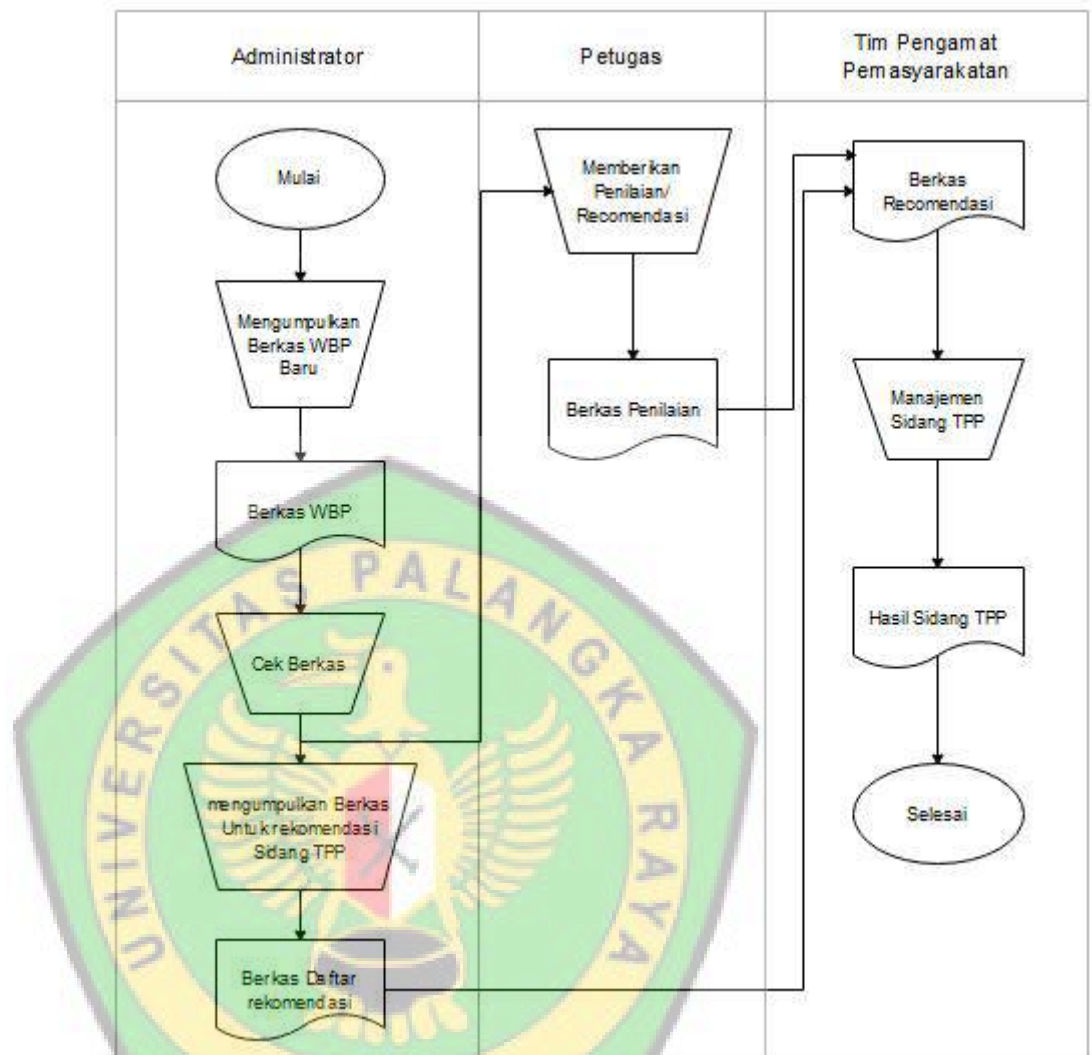 Administrator
Petugas
Tim Pengamat
Pemasyarakatan
Mulai
Mengumpulkan
Berkas WBP
Baru
Berkas WBP
Cek Berkas
mengumpulkan Berkas
Untuk rekomendasi
Sidang TPP
Berkas Daftar
rekomendasi
Memberikan
Penilaian/
Recomendasi
Berkas Penilaian
Berkas
Recomendasi
Manajemen
Sidang TPP
Hasil Sidang TPP
Selesai
UNIVERSITAS PALANGKA RAYA